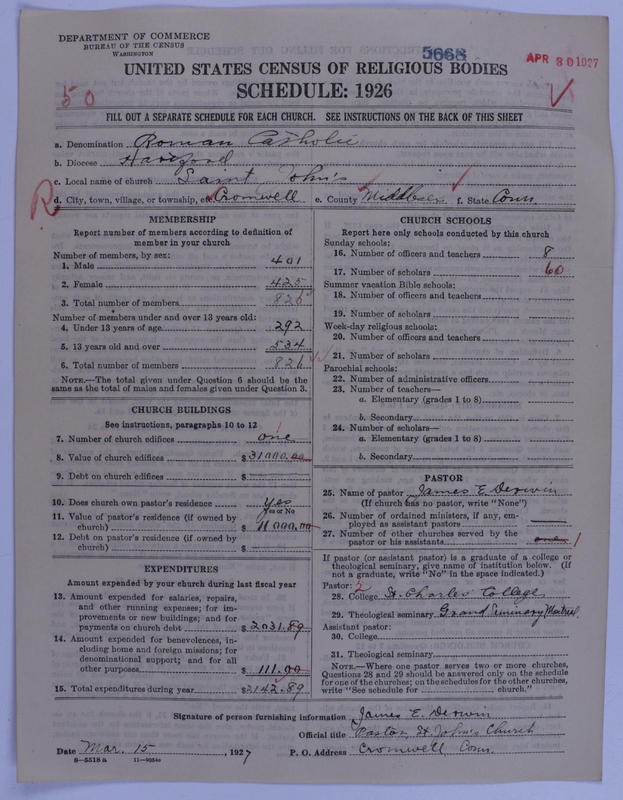 DEPARTMENT OF COMMERCE
BUREAU OF THE CENSUS
WASHINGTON
5668
APR 30 1927
UNITED STATES CENSUS OF RELIGIOUS BODIES
SCHEDULE: 1926
50
FILL OUT A SEPARATE SCHEDULE FOR EACH CHURCH. SEE INSTRUCTIONS ON THE BACK OF THIS SHEET
a. Denomination Roman Catholic
b. Diocese Hartford
c. Local name of church Saint John's
R
d. City, town, village, or township, etc. Cromwell e. County Middlesex f. State Conn.
MEMBERSHIP
Report number of members according to definition of
member in your church
Number of members, by sex:
1. Male 401
2. Female 425
3. Total number of members 826
Number of members under and over 13 years old:
4. Under 13 years of age 292
5. 13 years old and over 534
6. Total number of members 826
NOTE.—The total given under Question 6 should be the
same as the total of males and females given under Question 3.
CHURCH BUILDINGS
See instructions, paragraphs 10 to 12
7. Number of church edifices one 1
8. Value of church edifices $ 31000.00
9. Debt on church edifices $
10. Does church own pastor's residence yes
Yes or No
11. Value of pastor's residence (if owned by
church) $ 11000.00
12. Debt on pastor's residence (if owned by
church) $
EXPENDITURES
Amount expended by your church during last fiscal year
13. Amount expended for salaries, repairs,
and other running expenses; for im-
provements or new buildings; and for
payments on church debt $ 2031.89
14. Amount expended for benevolences, in-
cluding home and foreign missions; for
denominational support; and for all
other purposes $ 111.00
15. Total expenditures during year $ 2142.89
CHURCH SCHOOLS
Report here only schools conducted by this church
Sunday schools:
16. Number of officers and teachers 8
17. Number of scholars 60
Summer vacation Bible schools:
18. Number of officers and teachers
19. Number of scholars
Week-day religious schools:
20. Number of officers and teachers
21. Number of scholars
Parochial schools:
22. Number of administrative officers
23. Number of teachers—
a. Elementary (grades 1 to 8)
b. Secondary
24. Number of scholars—
a. Elementary (grades 1 to 8)
b. Secondary
PASTOR
25. Name of pastor James E. Derwin
(If church has no pastor, write "None")
26. Number of ordained ministers, if any, em-
ployed as assistant pastors
27. Number of other churches served by the
pastor or his assistants 1
If pastor (or assistant pastor) is a graduate of a college or
theological seminary, give name of institution below. (If
not a graduate, write "No" in the space indicated.)
Pastor: 2
28. College St Charles College
29. Theological seminary Grand Seminary Montreal
Assistant pastor:
30. College
31. Theological seminary
NOTE.—Where one pastor serves two or more churches,
Questions 28 and 29 should be answered only on the schedule
for one of the churches; on the schedules for the other churches,
write "See schedule for church."
Signature of person furnishing information James E. Derwin
Official title Pastor, St John's Church
Date Mar. 15, 1927 P. O. Address Cromwell Conn.
8—5518a 11—9054e